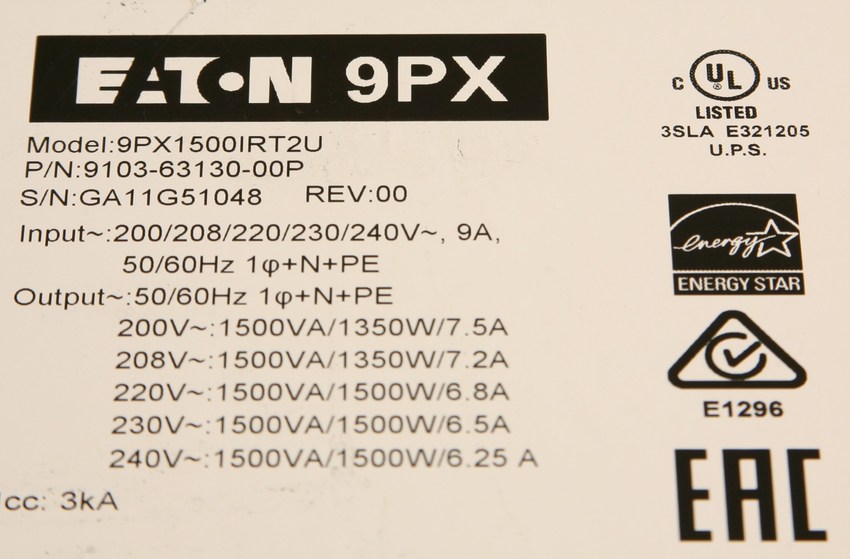 EATON 9PX
Model:9PX1500IRT2U
P/N:9103-63130-00P
S/N:GA11G51048 REV:00
Input~:200/208/220/230/240V~, 9A,
50/60Hz 1φ+N+PE
Output~:50/60Hz 1φ+N+PE
200V~:1500VA/1350W/7.5A
208V~:1500VA/1350W/7.2A
220V~:1500VA/1500W/6.8A
230V~:1500VA/1500W/6.5A
240V~:1500VA/1500W/6.25 A
Icc: 3kA
C UL® US
LISTED
3SLA E321205
U.P.S.
energy
ENERGY STAR
E1296
EAC